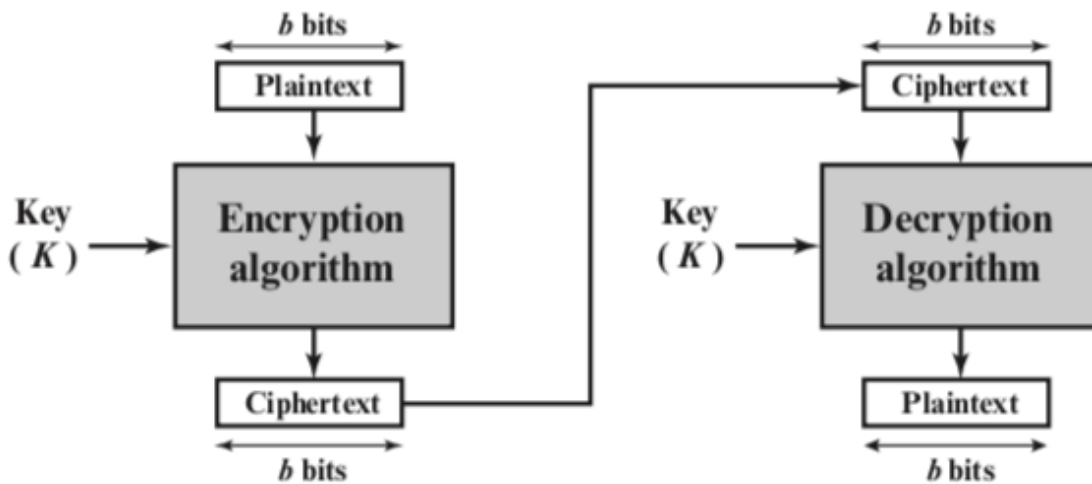 b bits
Plaintext
Key
( K )
Encryption
algorithm
Ciphertext
b bits
b bits
Ciphertext
Key
( K )
Decryption
algorithm
Plaintext
b bits